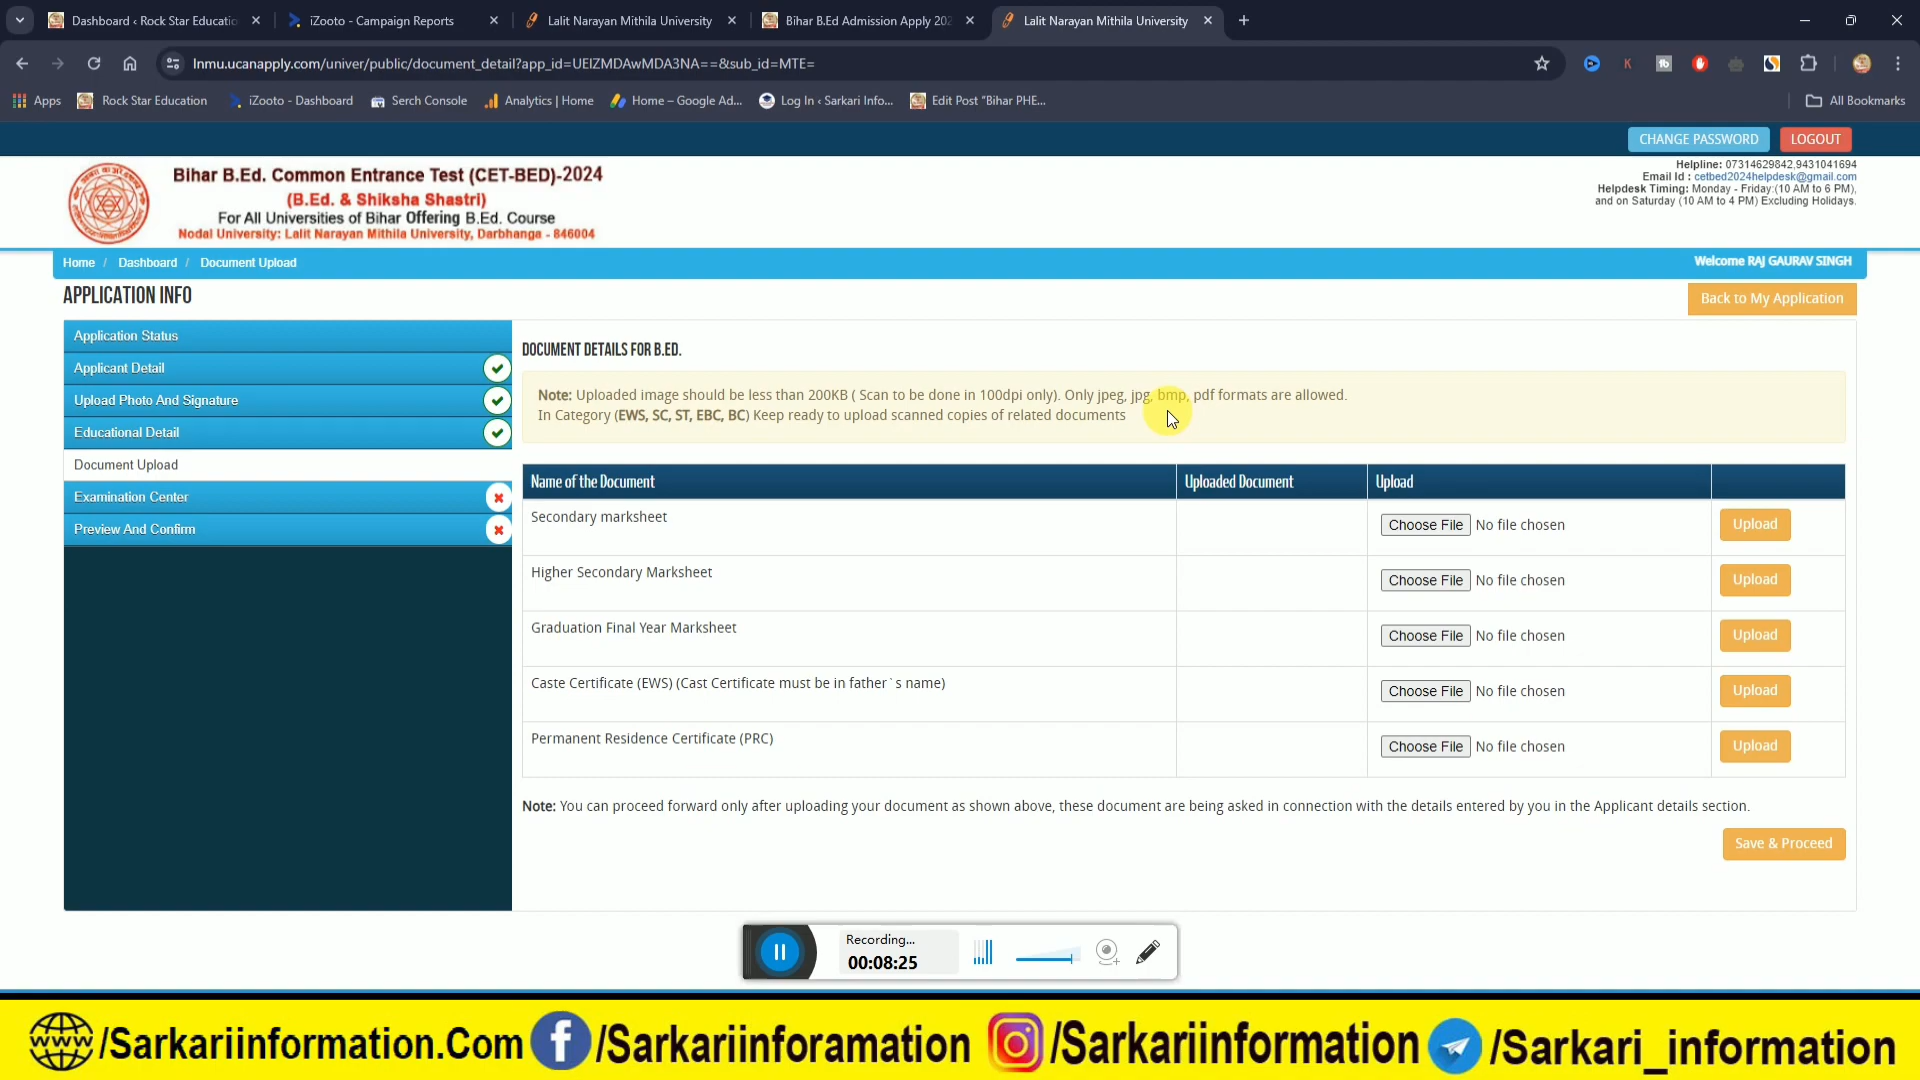 Dashboard ‹ Rock Star Educatio
iZooto - Campaign Reports
Lalit Narayan Mithila University
Bihar B.Ed Admission Apply 202
Lalit Narayan Mithila University
lnmu.ucanapply.com/univer/public/document_detail?app_id=UElZMDAwMDA3NA==&sub_id=MTE=
Apps
Rock Star Education
iZooto - Dashboard
Serch Console
Analytics | Home
Home – Google Ad...
Log In ‹ Sarkari Info...
Edit Post "Bihar PHE...
All Bookmarks
CHANGE PASSWORD
LOGOUT
Bihar B.Ed. Common Entrance Test (CET-BED)-2024
(B.Ed. & Shiksha Shastri)
For All Universities of Bihar Offering B.Ed. Course
Nodal University: Lalit Narayan Mithila University, Darbhanga - 846004
Helpline: 07314629842,9431041694
Email Id : cetbed2024helpdesk@gmail.com
Helpdesk Timing: Monday - Friday:(10 AM to 6 PM),
and on Saturday (10 AM to 4 PM) Excluding Holidays.
Home / Dashboard / Document Upload
Welcome RAJ GAURAV SINGH
APPLICATION INFO
Back to My Application
Application Status
Applicant Detail
Upload Photo And Signature
Educational Detail
Document Upload
Examination Center
Preview And Confirm
DOCUMENT DETAILS FOR B.ED.
Note: Uploaded image should be less than 200KB ( Scan to be done in 100dpi only). Only jpeg, jpg, bmp, pdf formats are allowed.
In Category (EWS, SC, ST, EBC, BC) Keep ready to upload scanned copies of related documents
Name of the Document Uploaded Document Upload
Secondary marksheet Choose File No file chosen Upload
Higher Secondary Marksheet Choose File No file chosen Upload
Graduation Final Year Marksheet Choose File No file chosen Upload
Caste Certificate (EWS) (Cast Certificate must be in father`s name) Choose File No file chosen Upload
Permanent Residence Certificate (PRC) Choose File No file chosen Upload
Note: You can proceed forward only after uploading your document as shown above, these document are being asked in connection with the details entered by you in the Applicant details section.
Save & Proceed
Recording...
00:08:25
www /Sarkariinformation.Com /Sarkariinforamation /Sarkariinformation /Sarkari_information